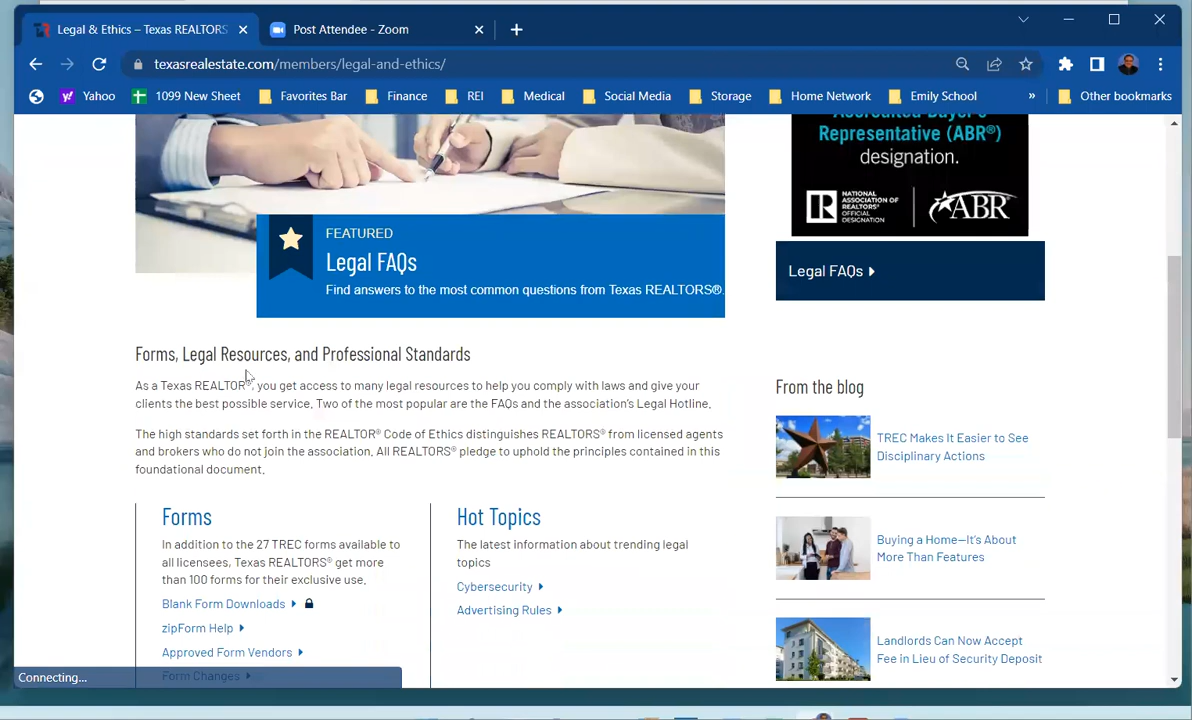 Legal & Ethics – Texas REALTORS
Post Attendee - Zoom
texasrealestate.com/members/legal-and-ethics/
Yahoo
1099 New Sheet
Favorites Bar
Finance
REI
Medical
Social Media
Storage
Home Network
Emily School
»
Other bookmarks
Accredited Buyer's
Representative (ABR®)
designation.
NATIONAL
ASSOCIATION OF
REALTORS®
OFFICIAL
DESIGNATION
ABR®
FEATURED
Legal FAQs
Find answers to the most common questions from Texas REALTORS®.
Legal FAQs
Forms, Legal Resources, and Professional Standards
As a Texas REALTOR®, you get access to many legal resources to help you comply with laws and give your
clients the best possible service. Two of the most popular are the FAQs and the association's Legal Hotline.
The high standards set forth in the REALTOR® Code of Ethics distinguishes REALTORS® from licensed agents
and brokers who do not join the association. All REALTORS® pledge to uphold the principles contained in this
foundational document.
Forms
In addition to the 27 TREC forms available to
all licensees, Texas REALTORS® get more
than 100 forms for their exclusive use.
Blank Form Downloads
zipForm Help
Approved Form Vendors
Form Changes
Hot Topics
The latest information about trending legal
topics
Cybersecurity
Advertising Rules
From the blog
TREC Makes It Easier to See
Disciplinary Actions
Buying a Home—It's About
More Than Features
Landlords Can Now Accept
Fee in Lieu of Security Deposit
Connecting...